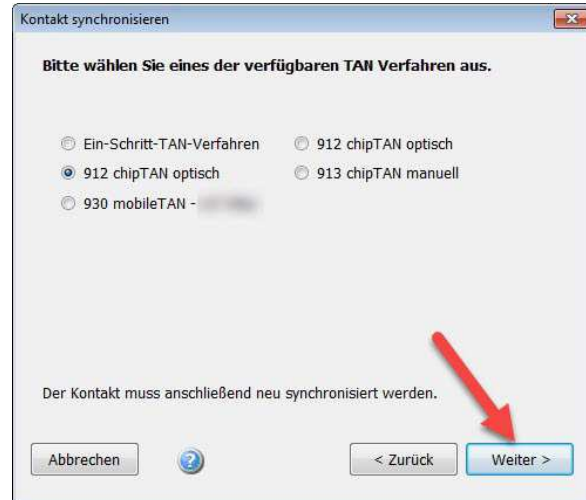 Kontakt synchronisieren
Bitte wählen Sie eines der verfügbaren TAN Verfahren aus.
Ein-Schritt-TAN-Verfahren
912 chipTAN optisch
912 chipTAN optisch
913 chipTAN manuell
930 mobileTAN -
Der Kontakt muss anschließend neu synchronisiert werden.
Abbrechen
< Zurück
Weiter >